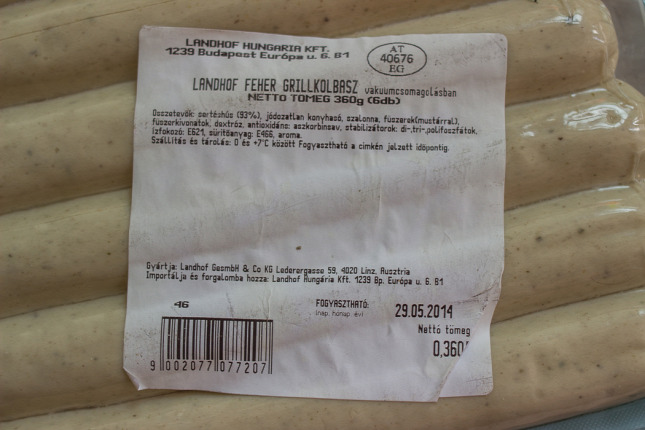 LANDHOF HUNGARIA KFT.
1239 Budapest Európa u. 6. B1
AT
40676
EG
LANDHOF FEHER GRILLKOLBASZ vakuumcsomagolásban
NETTO TOMEG 360g (6db)
Összetevők: sertéshús (93%), jódozatlan konyhasó, szalonna, fűszerek(mustárral),
fűszerkivonatok, dextróz, antioxidáns: aszkorbinsav, stabilizátorok: di-,tri-,polifoszfátok,
ízfokozó: E621, sűrítőanyag: E466, aroma.
Szállítás és tárolás: 0 és +7°C között Fogyasztható a címkén jelzett időpontig.
Gyártja: Landhof GesmbH & Co KG Lederergasse 59, 4020 Linz. Ausztria
Importálja és forgalomba hozza: Landhof Hungária Kft. 1239 Bp. Európa u. 6. B1
46
FOGYASZTHATÓ:
(nap, hónap, év)
29.05.2014
Nettó tömeg
0,360
9 002077 077207